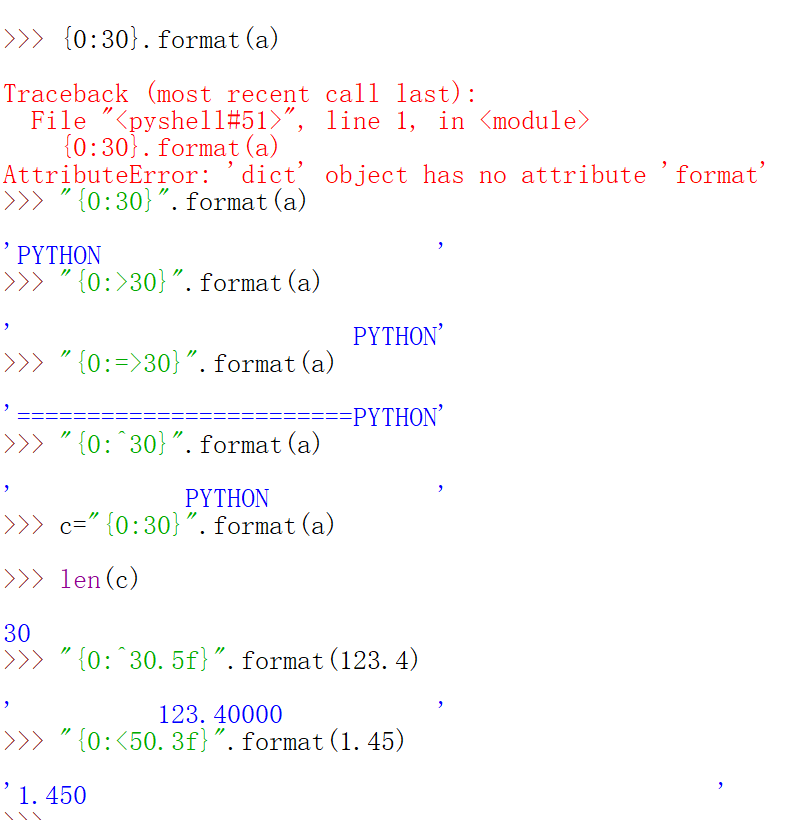 >>> {0:30}.format(a)
Traceback (most recent call last):
  File "<pyshell#51>", line 1, in <module>
    {0:30}.format(a)
AttributeError: 'dict' object has no attribute 'format'
>>> "{0:30}".format(a)
'PYTHON                        '
>>> "{0:>30}".format(a)
'                        PYTHON'
>>> "{0:=>30}".format(a)
'========================PYTHON'
>>> "{0:^30}".format(a)
'            PYTHON            '
>>> c="{0:30}".format(a)
>>> len(c)
30
>>> "{0:^30.5f}".format(123.4)
'          123.40000           '
>>> "{0:<50.3f}".format(1.45)
'1.450                                             '
>>>